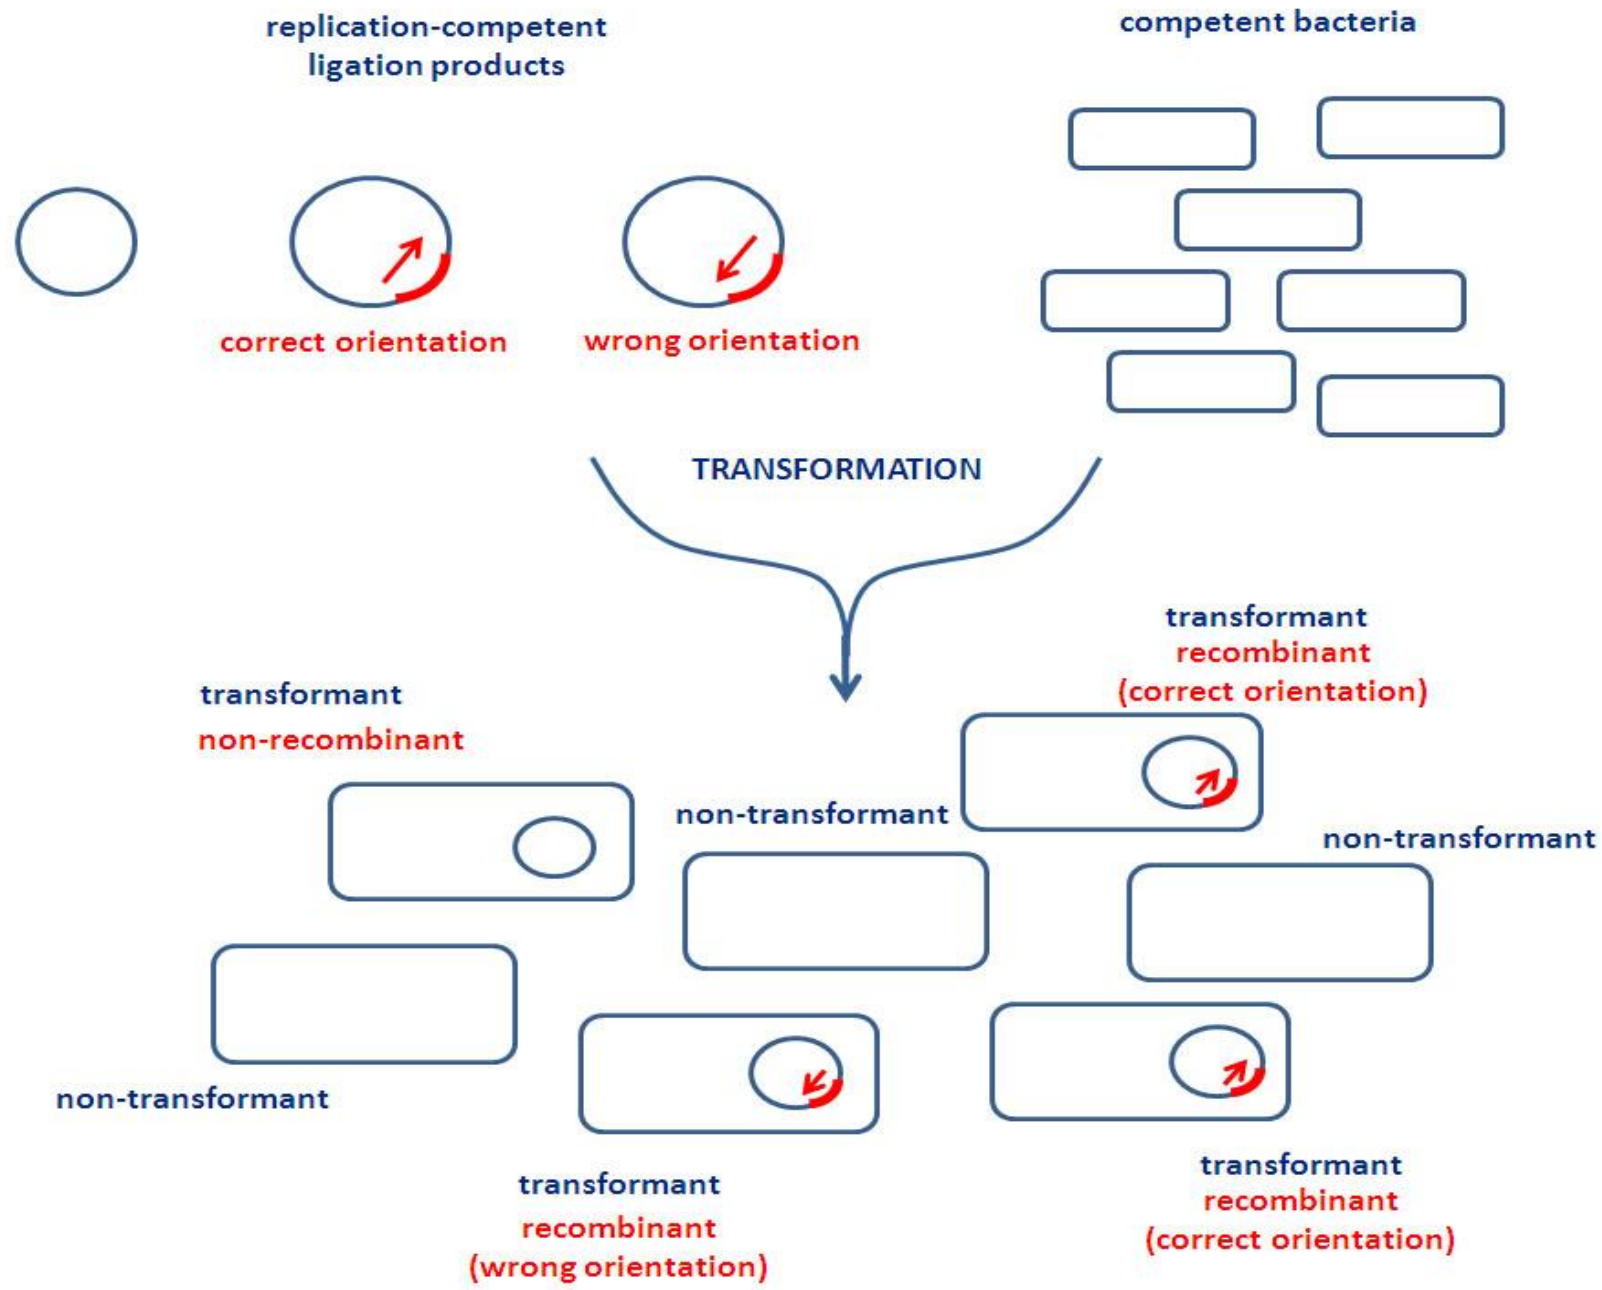 replication-competent
ligation products
competent bacteria
correct orientation
wrong orientation
TRANSFORMATION
transformant
recombinant
(correct orientation)
transformant
non-recombinant
non-transformant
non-transformant
non-transformant
transformant
recombinant
(wrong orientation)
transformant
recombinant
(correct orientation)